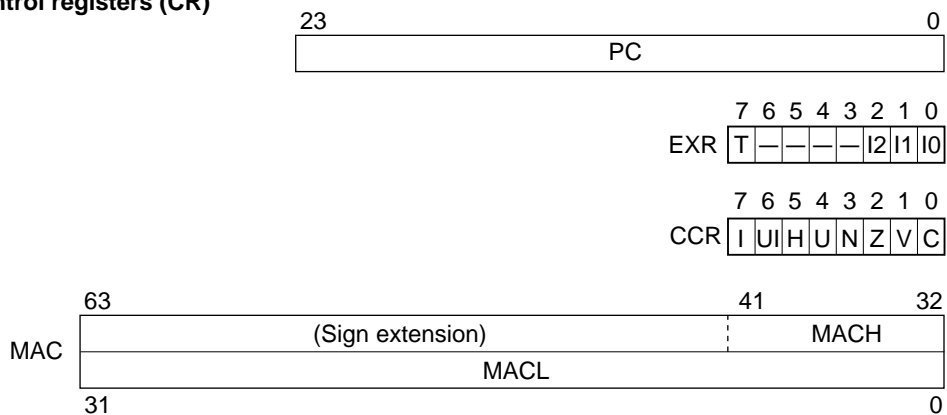 ntrol registers (CR)
23 0
PC
7 6 5 4 3 2 1 0
EXR T — — — — I2 I1 I0
7 6 5 4 3 2 1 0
CCR I UI H U N Z V C
63 41 32
(Sign extension) MACH
MAC
MACL
31 0